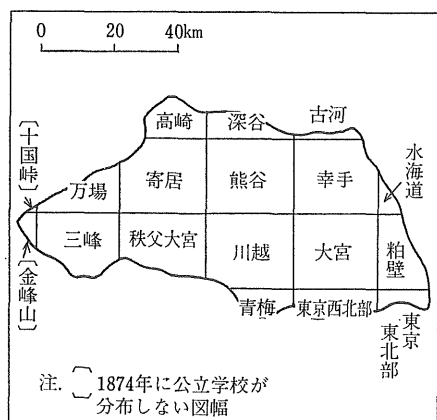 0 20 40km
高崎 深谷 古河
〔十国峠〕 万場 寄居 熊谷 幸手 水海道
〔金峰山〕 三峰 秩父大宮 川越 大宮 粕壁
青梅 東京西北部 東京東北部
注.〔 〕1874年に公立学校が
分布しない図幅